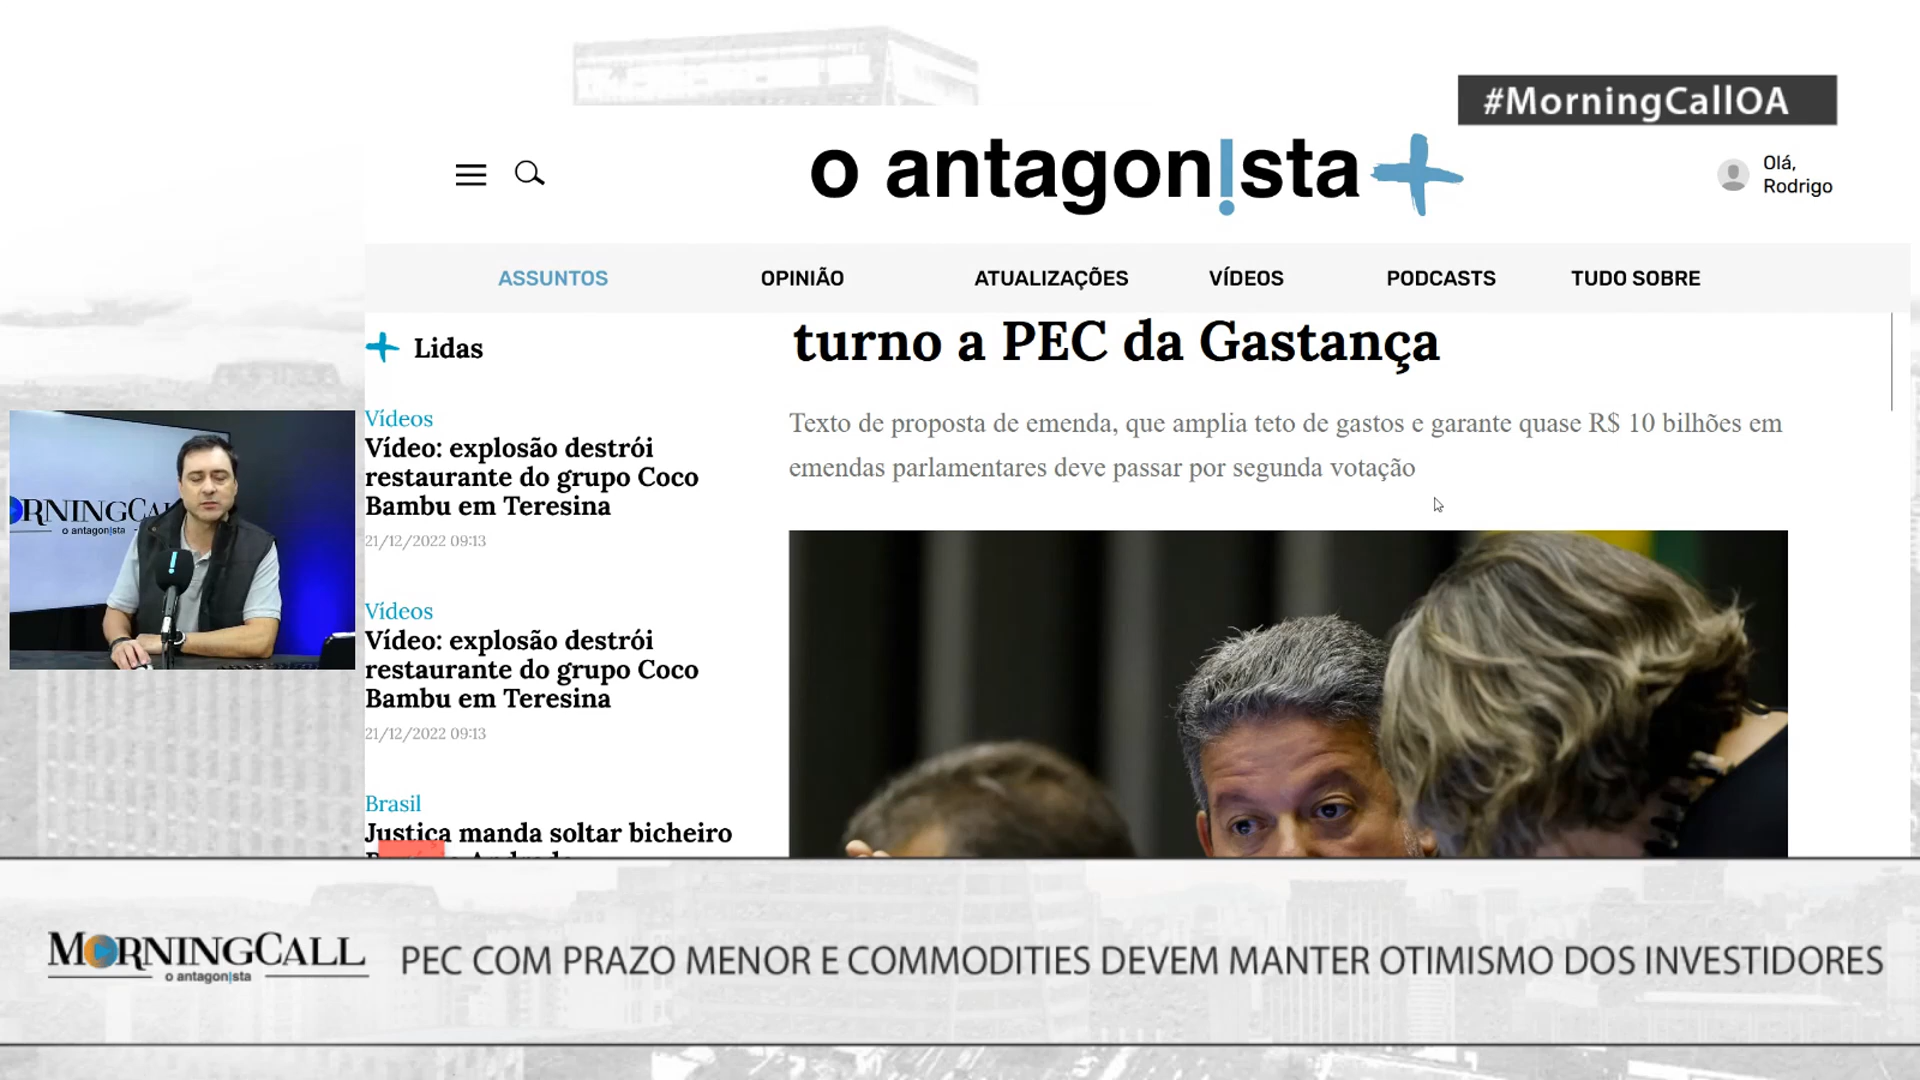 #MorningCallOA
o antagon!sta+
Olá,
Rodrigo
ASSUNTOS
OPINIÃO
ATUALIZAÇÕES
VÍDEOS
PODCASTS
TUDO SOBRE
+ Lidas
Vídeos
Vídeo: explosão destrói
restaurante do grupo Coco
Bambu em Teresina
21/12/2022 09:13
Vídeos
Vídeo: explosão destrói
restaurante do grupo Coco
Bambu em Teresina
21/12/2022 09:13
Brasil
Justiça manda soltar bicheiro
turno a PEC da Gastança
Texto de proposta de emenda, que amplia teto de gastos e garante quase R$ 10 bilhões em
emendas parlamentares deve passar por segunda votação
ORNINGCAL
o antagon!sta
MORNINGCALL
o antagon!sta
PEC COM PRAZO MENOR E COMMODITIES DEVEM MANTER OTIMISMO DOS INVESTIDORES